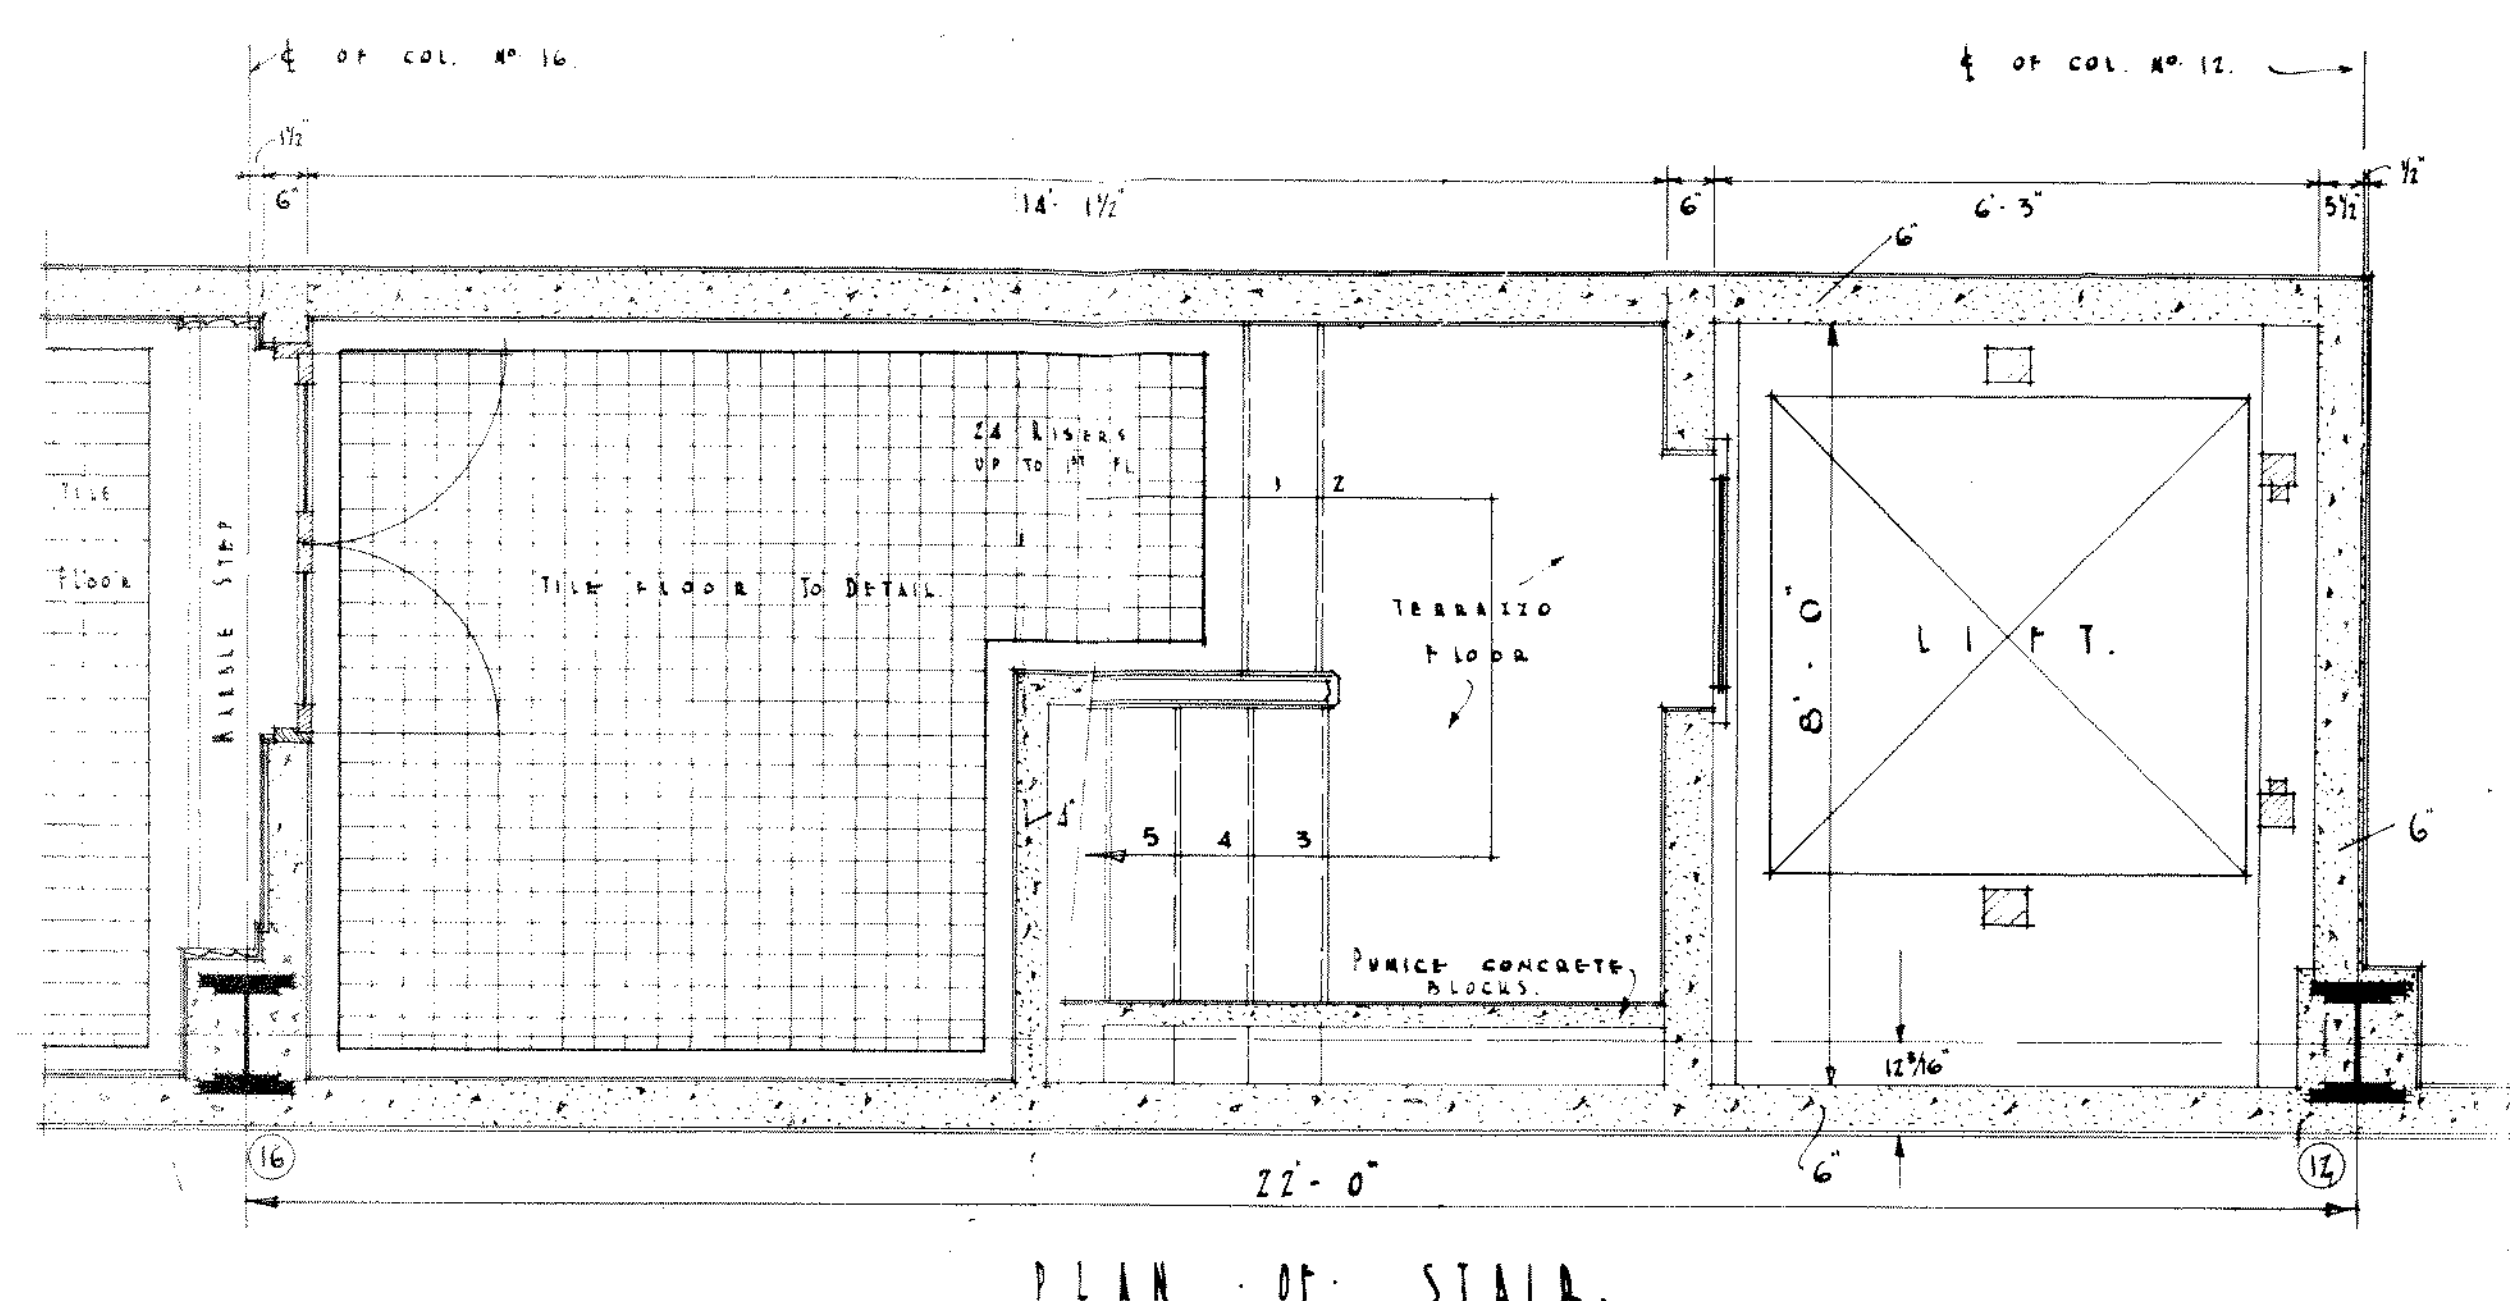 ℄ OF COL. Nº 16.
℄ OF COL. Nº 12.
1½"
6"
14'- 1½"
6"
6'- 3"
5½"
½"
6"
24 RISERS
UP TO 1ST FL.
1
2
TILE
FLOOR
MARBLE STEP
TILE FLOOR TO DETAIL.
TERRAZZO
FLOOR
8'.0"
LIFT.
4"
5
4
3
6"
PUMICE CONCRETE
BLOCKS.
12 3/16"
16
12
6"
22'- 0"
PLAN · OF · STAIR.